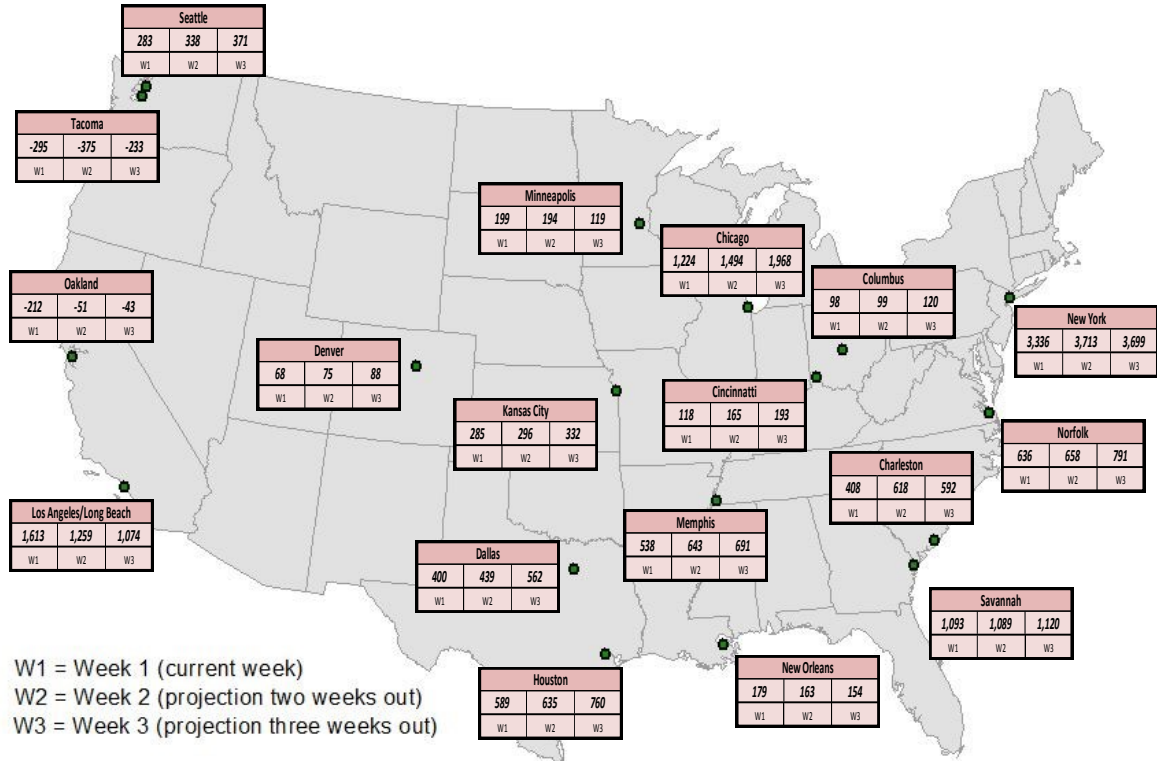 Seattle
283 338 371
W1 W2 W3
Tacoma
-295 -375 -233
W1 W2 W3
Minneapolis
199 194 119
W1 W2 W3
Chicago
1,224 1,494 1,968
W1 W2 W3
Columbus
98 99 120
W1 W2 W3
Oakland
-212 -51 -43
W1 W2 W3
New York
3,336 3,713 3,699
W1 W2 W3
Denver
68 75 88
W1 W2 W3
Cincinnatti
118 165 193
W1 W2 W3
Kansas City
285 296 332
W1 W2 W3
Norfolk
636 658 791
W1 W2 W3
Charleston
408 618 592
W1 W2 W3
Los Angeles/Long Beach
1,613 1,259 1,074
W1 W2 W3
Memphis
538 643 691
W1 W2 W3
Dallas
400 439 562
W1 W2 W3
Savannah
1,093 1,089 1,120
W1 W2 W3
New Orleans
179 163 154
W1 W2 W3
Houston
589 635 760
W1 W2 W3
W1 = Week 1 (current week)
W2 = Week 2 (projection two weeks out)
W3 = Week 3 (projection three weeks out)